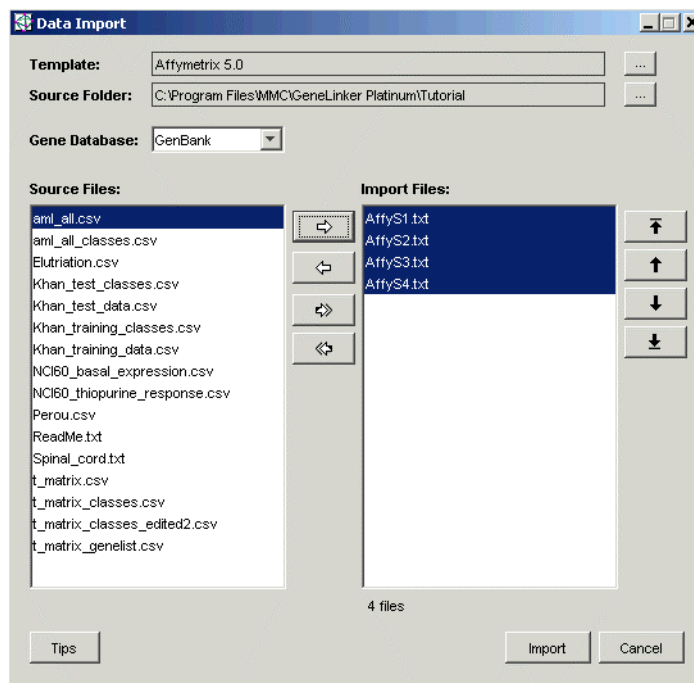 Data Import
Template: Affymetrix 5.0 ...
Source Folder: C:\Program Files\MMC\GeneLinker Platinum\Tutorial ...
Gene Database: GenBank
Source Files: Import Files:
aml_all.csv AffyS1.txt
aml_all_classes.csv AffyS2.txt
Elutriation.csv AffyS3.txt
Khan_test_classes.csv AffyS4.txt
Khan_test_data.csv
Khan_training_classes.csv
Khan_training_data.csv
NCI60_basal_expression.csv
NCI60_thiopurine_response.csv
Perou.csv
ReadMe.txt
Spinal_cord.txt
t_matrix.csv
t_matrix_classes.csv
t_matrix_classes_edited2.csv
t_matrix_genelist.csv
4 files
Tips Import Cancel